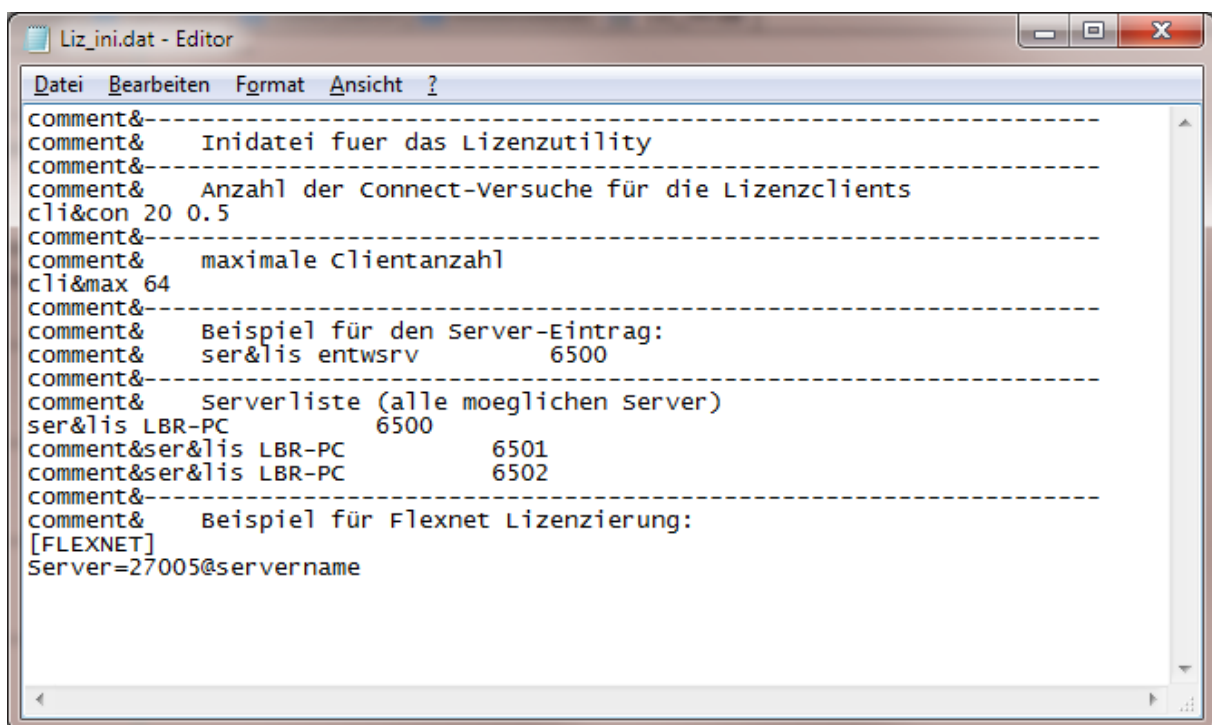 Liz_ini.dat - Editor
Datei Bearbeiten Format Ansicht ?
comment&-----------------------------------------------------------------
comment&    Inidatei fuer das Lizenzutility
comment&-----------------------------------------------------------------
comment&    Anzahl der Connect-Versuche für die Lizenzclients
cli&con 20 0.5
comment&-----------------------------------------------------------------
comment&    maximale Clientanzahl
cli&max 64
comment&-----------------------------------------------------------------
comment&    Beispiel für den Server-Eintrag:
comment&    ser&lis entwsrv         6500
comment&-----------------------------------------------------------------
comment&    Serverliste (alle moeglichen Server)
ser&lis LBR-PC          6500
comment&ser&lis LBR-PC          6501
comment&ser&lis LBR-PC          6502
comment&-----------------------------------------------------------------
comment&    Beispiel für Flexnet Lizenzierung:
[FLEXNET]
Server=27005@servername